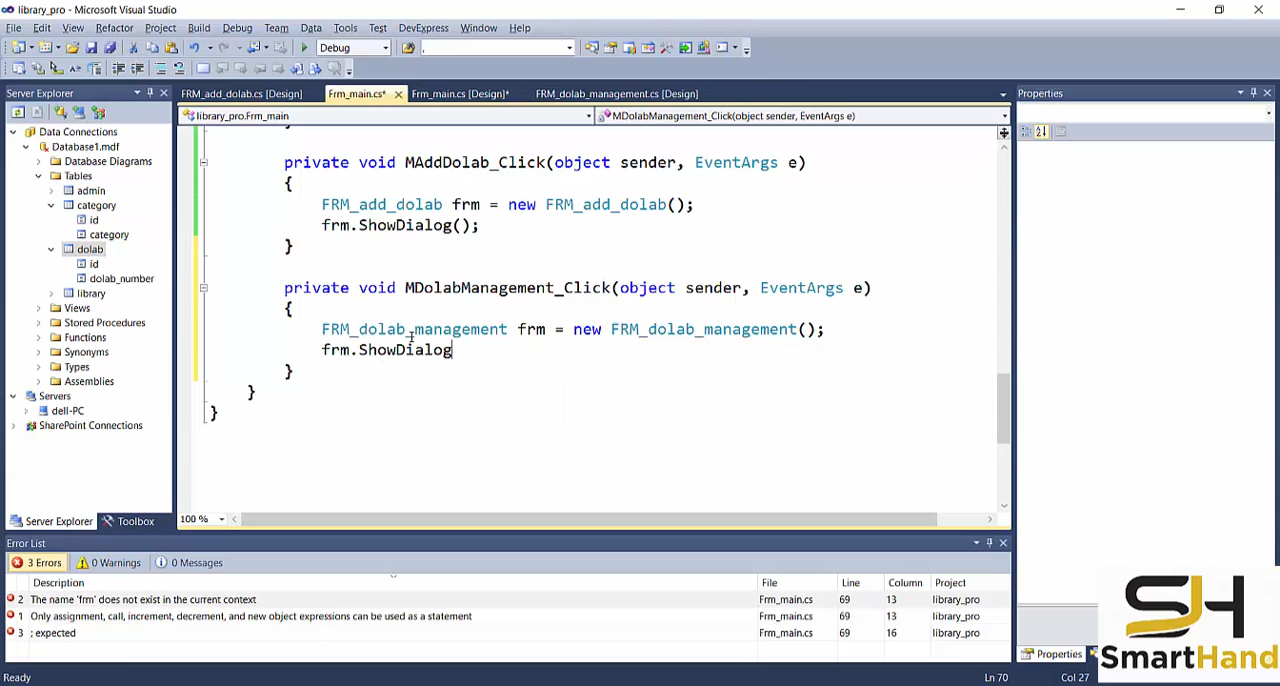 library_pro - Microsoft Visual Studio
File Edit View Refactor Project Build Debug Team Data Tools Test DevExpress Window Help
Debug ,
Server Explorer
FRM_add_dolab.cs [Design] Frm_main.cs* Frm_main.cs [Design]* FRM_dolab_management.cs [Design]
Properties
library_pro.Frm_main MDolabManagement_Click(object sender, EventArgs e)
Data Connections
Database1.mdf
Database Diagrams
Tables
admin
category
id
category
dolab
id
dolab_number
library
Views
Stored Procedures
Functions
Synonyms
Types
Assemblies
Servers
dell-PC
SharePoint Connections
Server Explorer Toolbox
}
private void MAddDolab_Click(object sender, EventArgs e)
{
FRM_add_dolab frm = new FRM_add_dolab();
frm.ShowDialog();
}
private void MDolabManagement_Click(object sender, EventArgs e)
{
FRM_dolab_management frm = new FRM_dolab_management();
frm.ShowDialog
}
}
}
100 %
Error List
3 Errors 0 Warnings 0 Messages
Description File Line Column Project
2 The name 'frm' does not exist in the current context Frm_main.cs 69 13 library_pro
1 Only assignment, call, increment, decrement, and new object expressions can be used as a statement Frm_main.cs 69 13 library_pro
3 ; expected Frm_main.cs 69 16 library_pro
Properties
SH
SmartHand
Ready Ln 70 Col 27